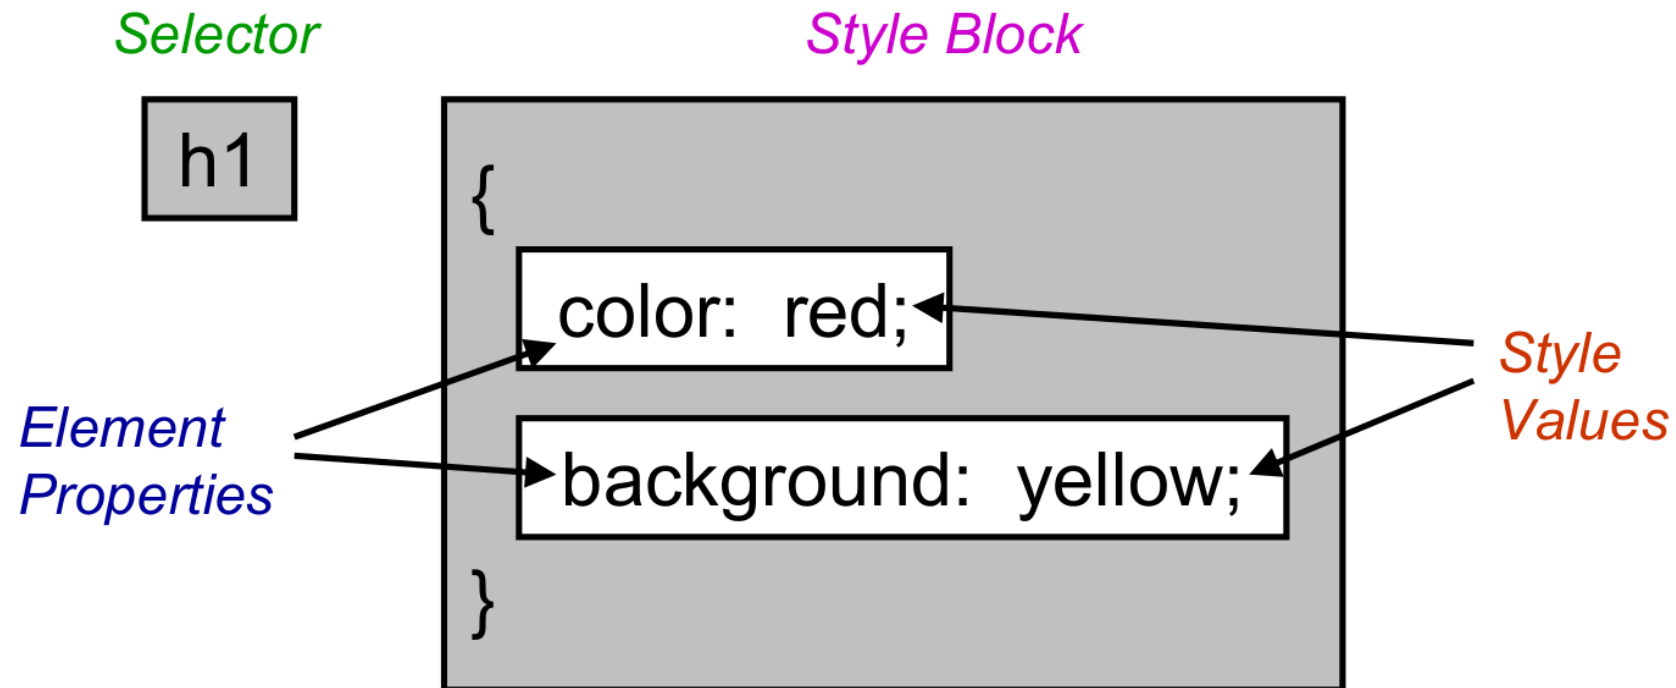 Selector
Style Block
h1
{
color: red;
background: yellow;
}
Element
Properties
Style
Values